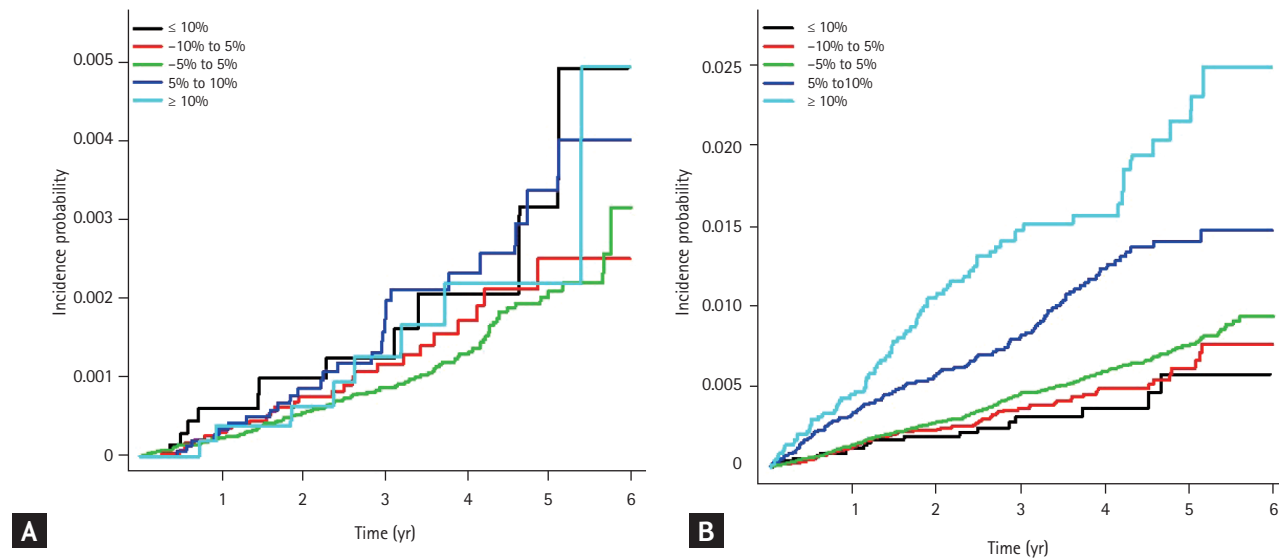 ≤ 10%
–10% to 5%
–5% to 5%
5% to 10%
≥ 10%
0.005
0.004
0.003
0.002
0.001
0
Incidence probability
1 2 3 4 5 6
Time (yr)
A
≤ 10%
–10% to 5%
–5% to 5%
5% to10%
≥ 10%
0.025
0.020
0.015
0.010
0.005
0
Incidence probability
1 2 3 4 5 6
Time (yr)
B